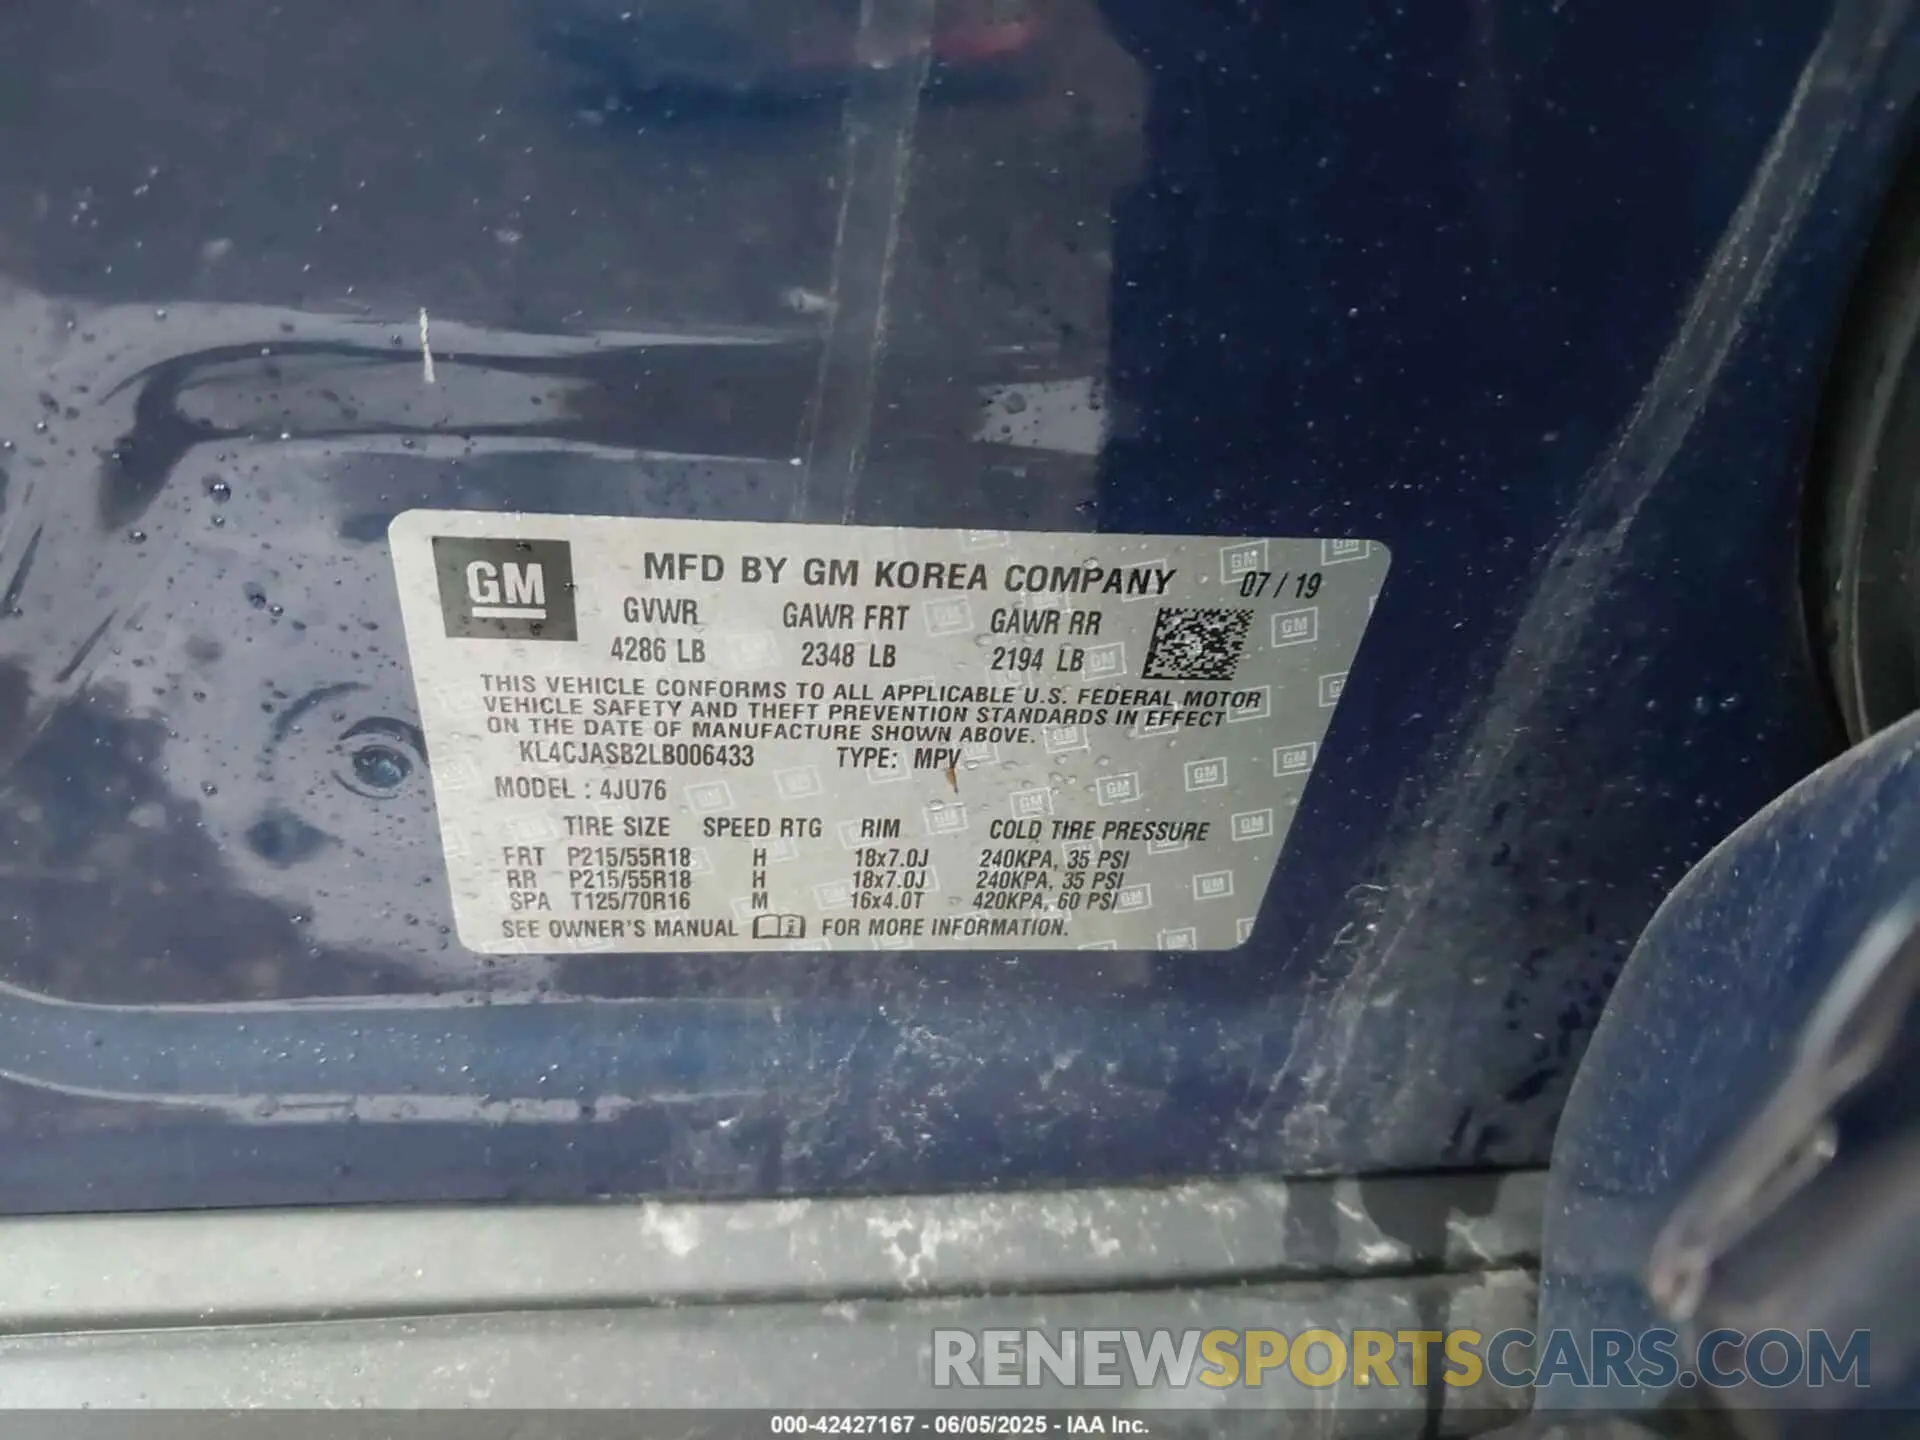 GM
MFD BY GM KOREA COMPANY 07 / 19
GVWR GAWR FRT GAWR RR
4286 LB 2348 LB 2194 LB
THIS VEHICLE CONFORMS TO ALL APPLICABLE U.S. FEDERAL MOTOR
VEHICLE SAFETY AND THEFT PREVENTION STANDARDS IN EFFECT
ON THE DATE OF MANUFACTURE SHOWN ABOVE.
KL4CJASB2LB006433 TYPE: MPV
MODEL : 4JU76
TIRE SIZE SPEED RTG RIM COLD TIRE PRESSURE
FRT P215/55R18 H 18x7.0J 240KPA, 35 PSI
RR P215/55R18 H 18x7.0J 240KPA, 35 PSI
SPA T125/70R16 M 16x4.0T 420KPA, 60 PSI
SEE OWNER'S MANUAL FOR MORE INFORMATION.
RENEWSPORTSCARS.COM
000-42427167 - 06/05/2025 - IAA Inc.